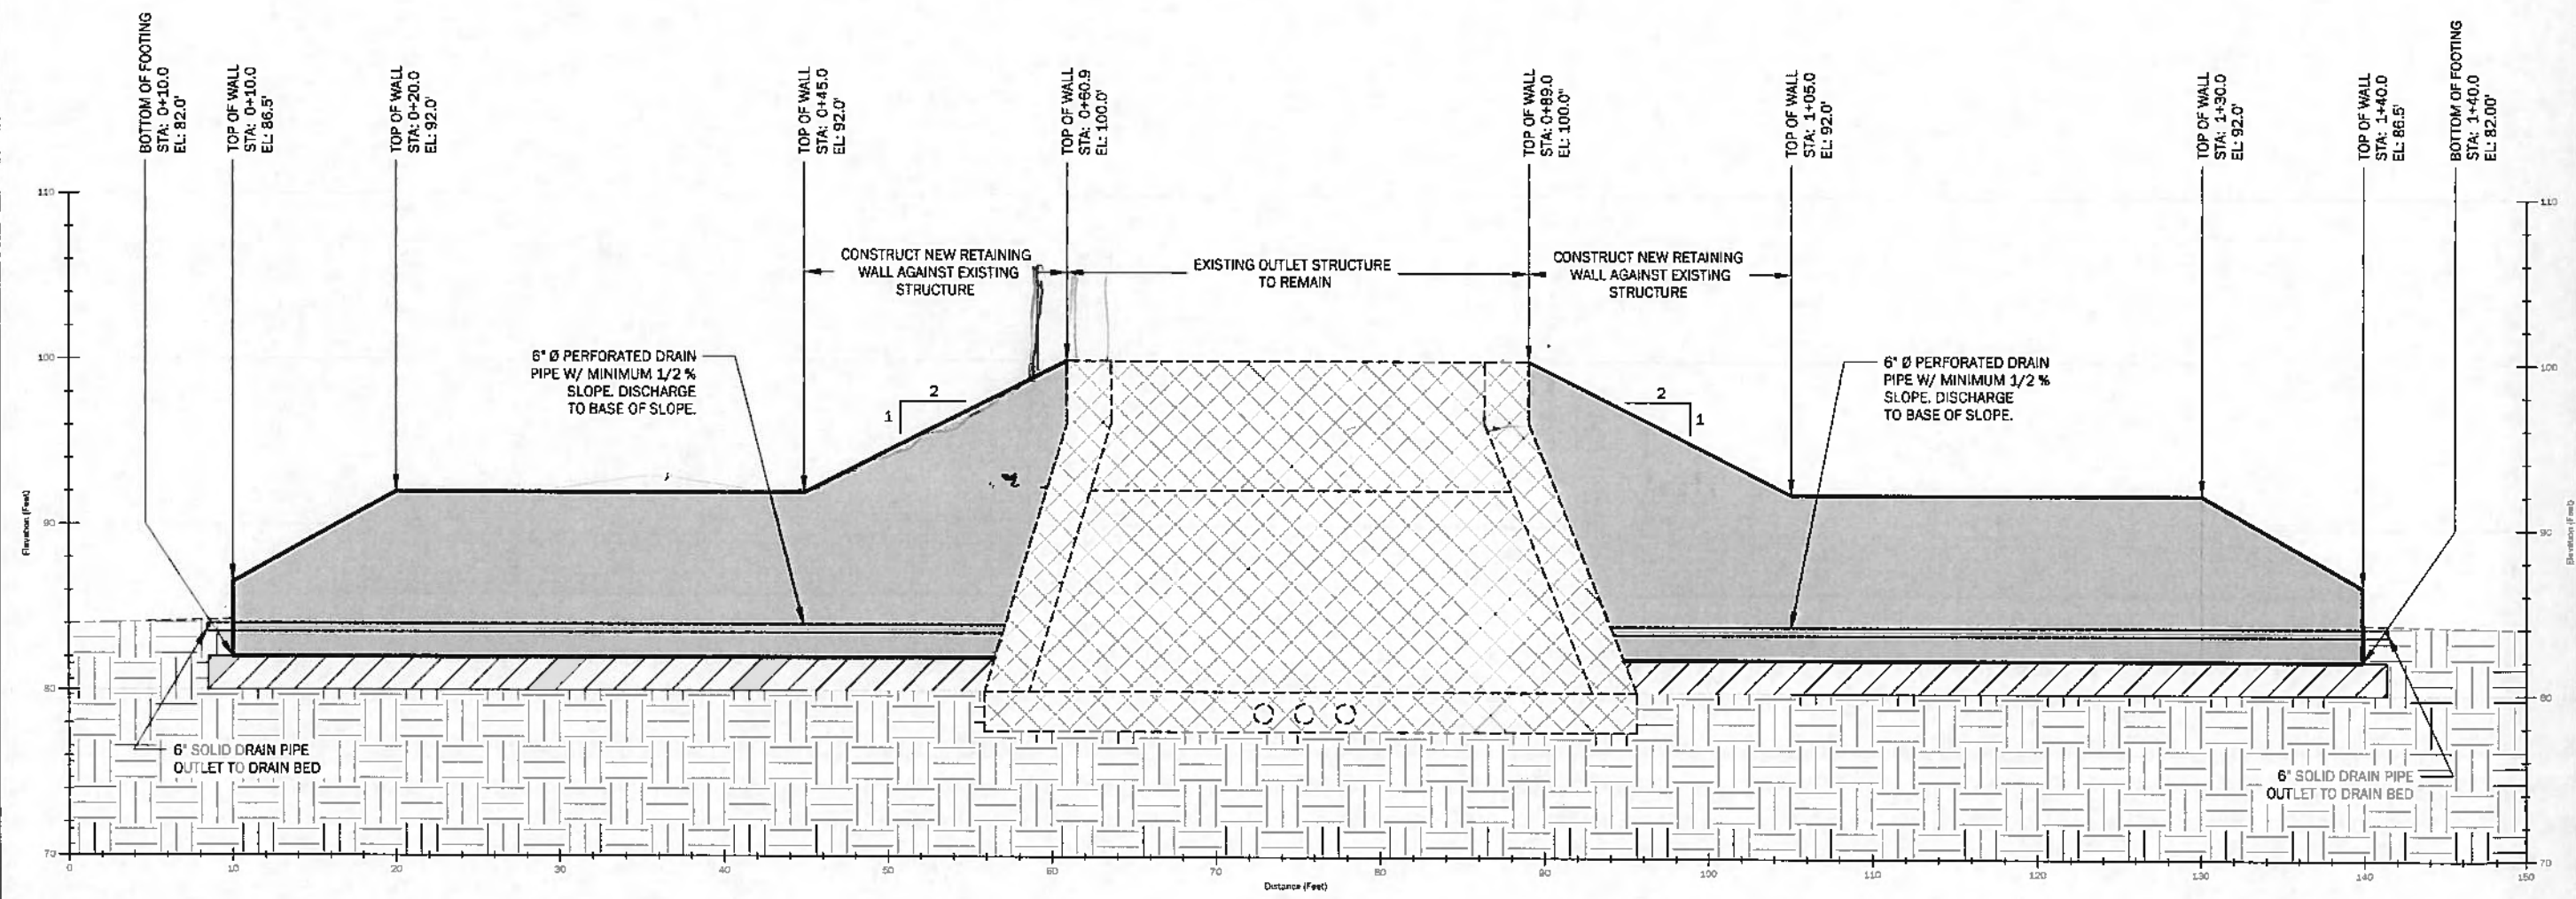 BOTTOM OF FOOTING
STA: 0+10.0
EL: 82.0'
TOP OF WALL
STA: 0+10.0
EL: 86.5'
TOP OF WALL
STA: 0+20.0
EL: 92.0'
TOP OF WALL
STA: 0+45.0
EL: 92.0'
TOP OF WALL
STA: 0+60.9
EL: 100.0'
TOP OF WALL
STA: 0+89.0
EL: 100.0"
TOP OF WALL
STA: 1+05.0
EL: 92.0'
TOP OF WALL
STA: 1+30.0
EL: 92.0'
TOP OF WALL
STA: 1+40.0
EL: 86.5'
BOTTOM OF FOOTING
STA: 1+40.0
EL: 82.00'
CONSTRUCT NEW RETAINING
WALL AGAINST EXISTING
STRUCTURE
EXISTING OUTLET STRUCTURE
TO REMAIN
CONSTRUCT NEW RETAINING
WALL AGAINST EXISTING
STRUCTURE
6" Ø PERFORATED DRAIN
PIPE W/ MINIMUM 1/2 %
SLOPE. DISCHARGE
TO BASE OF SLOPE.
2
1
2
1
6" Ø PERFORATED DRAIN
PIPE W/ MINIMUM 1/2 %
SLOPE. DISCHARGE
TO BASE OF SLOPE.
6" SOLID DRAIN PIPE
OUTLET TO DRAIN BED
6" SOLID DRAIN PIPE
OUTLET TO DRAIN BED
110
100
90
80
70
Elevation (Feet)
110
100
90
80
70
Elevation (Feet)
0 10 20 30 40 50 60 70 80 90 100 110 120 130 140 150
Distance (Feet)